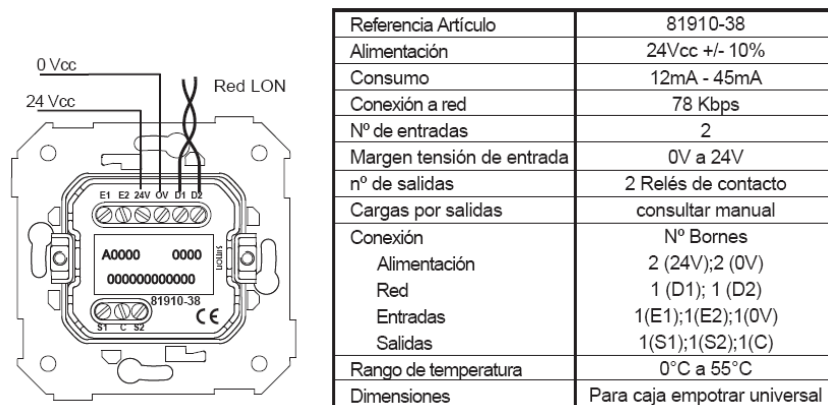 0 Vcc
Red LON
24 Vcc
E1 E2 24V OV D1 D2
A0000 0000
000000000000
SIMON
81910-38
CE
S1 C S2
Referencia Artículo 81910-38
Alimentación 24Vcc +/- 10%
Consumo 12mA - 45mA
Conexión a red 78 Kbps
Nº de entradas 2
Margen tensión de entrada 0V a 24V
nº de salidas 2 Relés de contacto
Cargas por salidas consultar manual
Conexión Nº Bornes
Alimentación 2 (24V);2 (0V)
Red 1 (D1); 1 (D2)
Entradas 1(E1);1(E2);1(0V)
Salidas 1(S1);1(S2);1(C)
Rango de temperatura 0°C a 55°C
Dimensiones Para caja empotrar universal